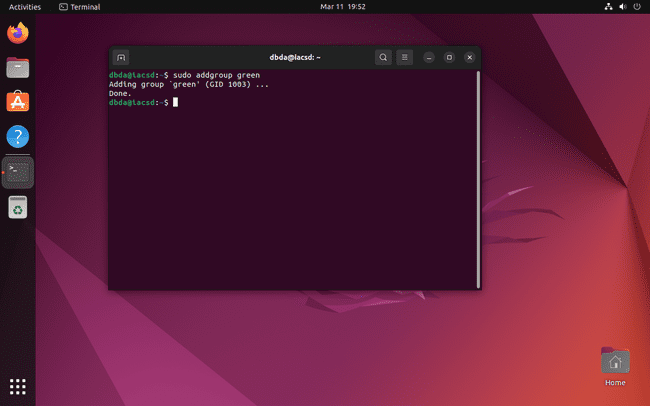 Activities
Terminal
Mar 11 19:52
dbda@iacsd: ~
dbda@iacsd:~$ sudo addgroup green
Adding group `green' (GID 1003) ...
Done.
dbda@iacsd:~$
Home